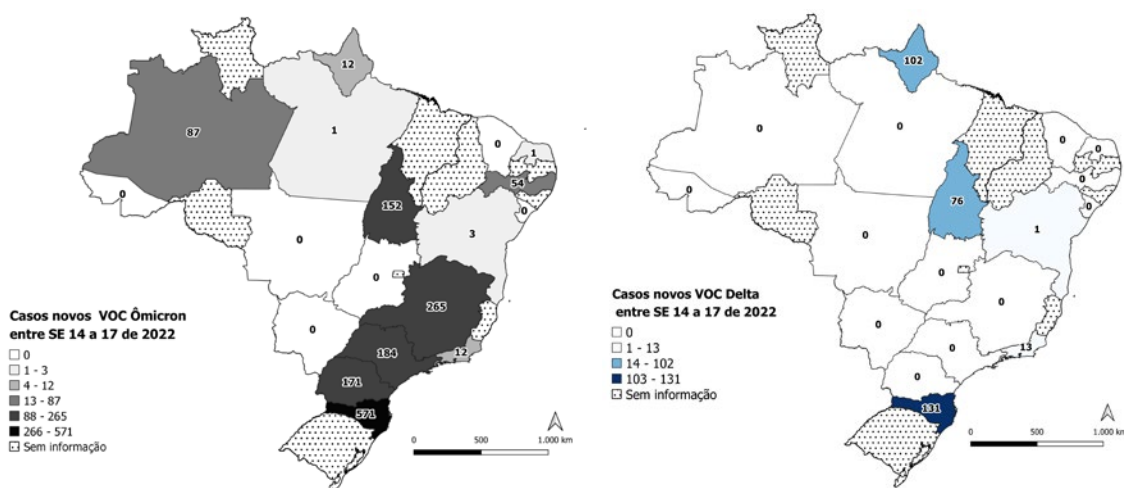 12
87
1
0
1
54
0
0
152
3
0
0
265
0
184
12
171
571
Casos novos VOC Ômicron
entre SE 14 a 17 de 2022
0
1 - 3
4 - 12
13 - 87
88 - 265
266 - 571
Sem informação
0 500 1.000 km
102
0
0
0
0
0
0
0
76
1
0
0
0
0
0
13
0
131
Casos novos VOC Delta
entre SE 14 a 17 de 2022
0
1 - 13
14 - 102
103 - 131
Sem informação
0 500 1.000 km